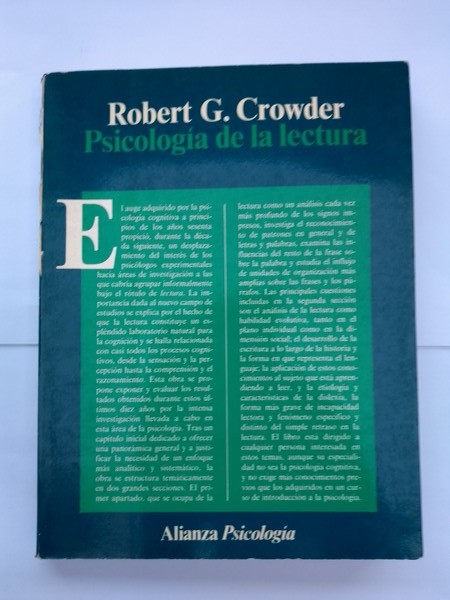 Robert G. Crowder
Psicología de la lectura
El auge adquirido por la psi-
cología cognitiva a princi-
pios de los años sesenta
propició, durante la déca-
da siguiente, un desplaza-
miento del interés de los
psicólogos experimentales
hacia áreas de investigación a las
que cabría agrupar informalmente
bajo el rótulo de lectura. La im-
portancia dada al nuevo campo de
estudios se explica por el hecho de
que la lectura constituye un es-
pléndido laboratorio natural para
la cognición y se halla relacionada
con casi todos los procesos cogni-
tivos, desde la sensación y la per-
cepción hasta la comprensión y el
razonamiento. Esta obra se pro-
pone exponer y evaluar los resul-
tados obtenidos durante estos úl-
timos diez años por la intensa
investigación llevada a cabo en
esta área de la psicología. Tras un
capítulo inicial dedicado a ofrecer
una panorámica general y a justi-
ficar la necesidad de un enfoque
más analítico y sistemático, la
obra se estructura temáticamente
en dos grandes secciones. El pri-
mer apartado, que se ocupa de la
lectura como un análisis cada vez
más profundo de los signos im-
presos, investiga el reconocimien-
to de patrones en general y de
letras y palabras, examina las in-
fluencias del resto de la frase so-
bre la palabra y estudia el influjo
de unidades de organización más
amplias sobre las frases y los pá-
rrafos. Las principales cuestiones
incluidas en la segunda sección
son el análisis de la lectura como
habilidad evolutiva, tanto en el
plano individual como en la di-
mensión social; el desarrollo de la
escritura a lo largo de la historia y
la forma en que representa el len-
guaje; la aplicación de estos cono-
cimientos al sujeto que está apren-
diendo a leer, y la etiología y
características de la dislexia, la
forma más grave de incapacidad
lectora y fenómeno específico y
distinto del simple retraso en la
lectura. El libro está dirigido a
cualquier persona interesada en
estos temas, aunque su especiali-
dad no sea la psicología cognitiva,
y no exige más conocimientos pre-
vios que los adquiridos en un cur-
so de introducción a la psicología.
Alianza Psicología